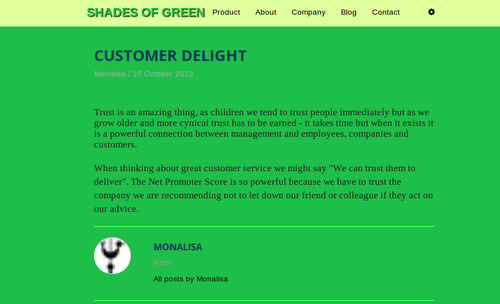 SHADES OF GREEN Product About Company Blog Contact
CUSTOMER DELIGHT
Monalisa / 10 October 2013
Trust is an amazing thing, as children we tend to trust people immediately but as we
grow older and more cynical trust has to be earned - it takes time but when it exists it
is a powerful connection between management and employees, companies and
customers.
When thinking about great customer service we might say "We can trust them to
deliver". The Net Promoter Score is so powerful because we have to trust the
company we are recommending not to let down our friend or colleague if they act on
our advice.
MONALISA
None
All posts by Monalisa